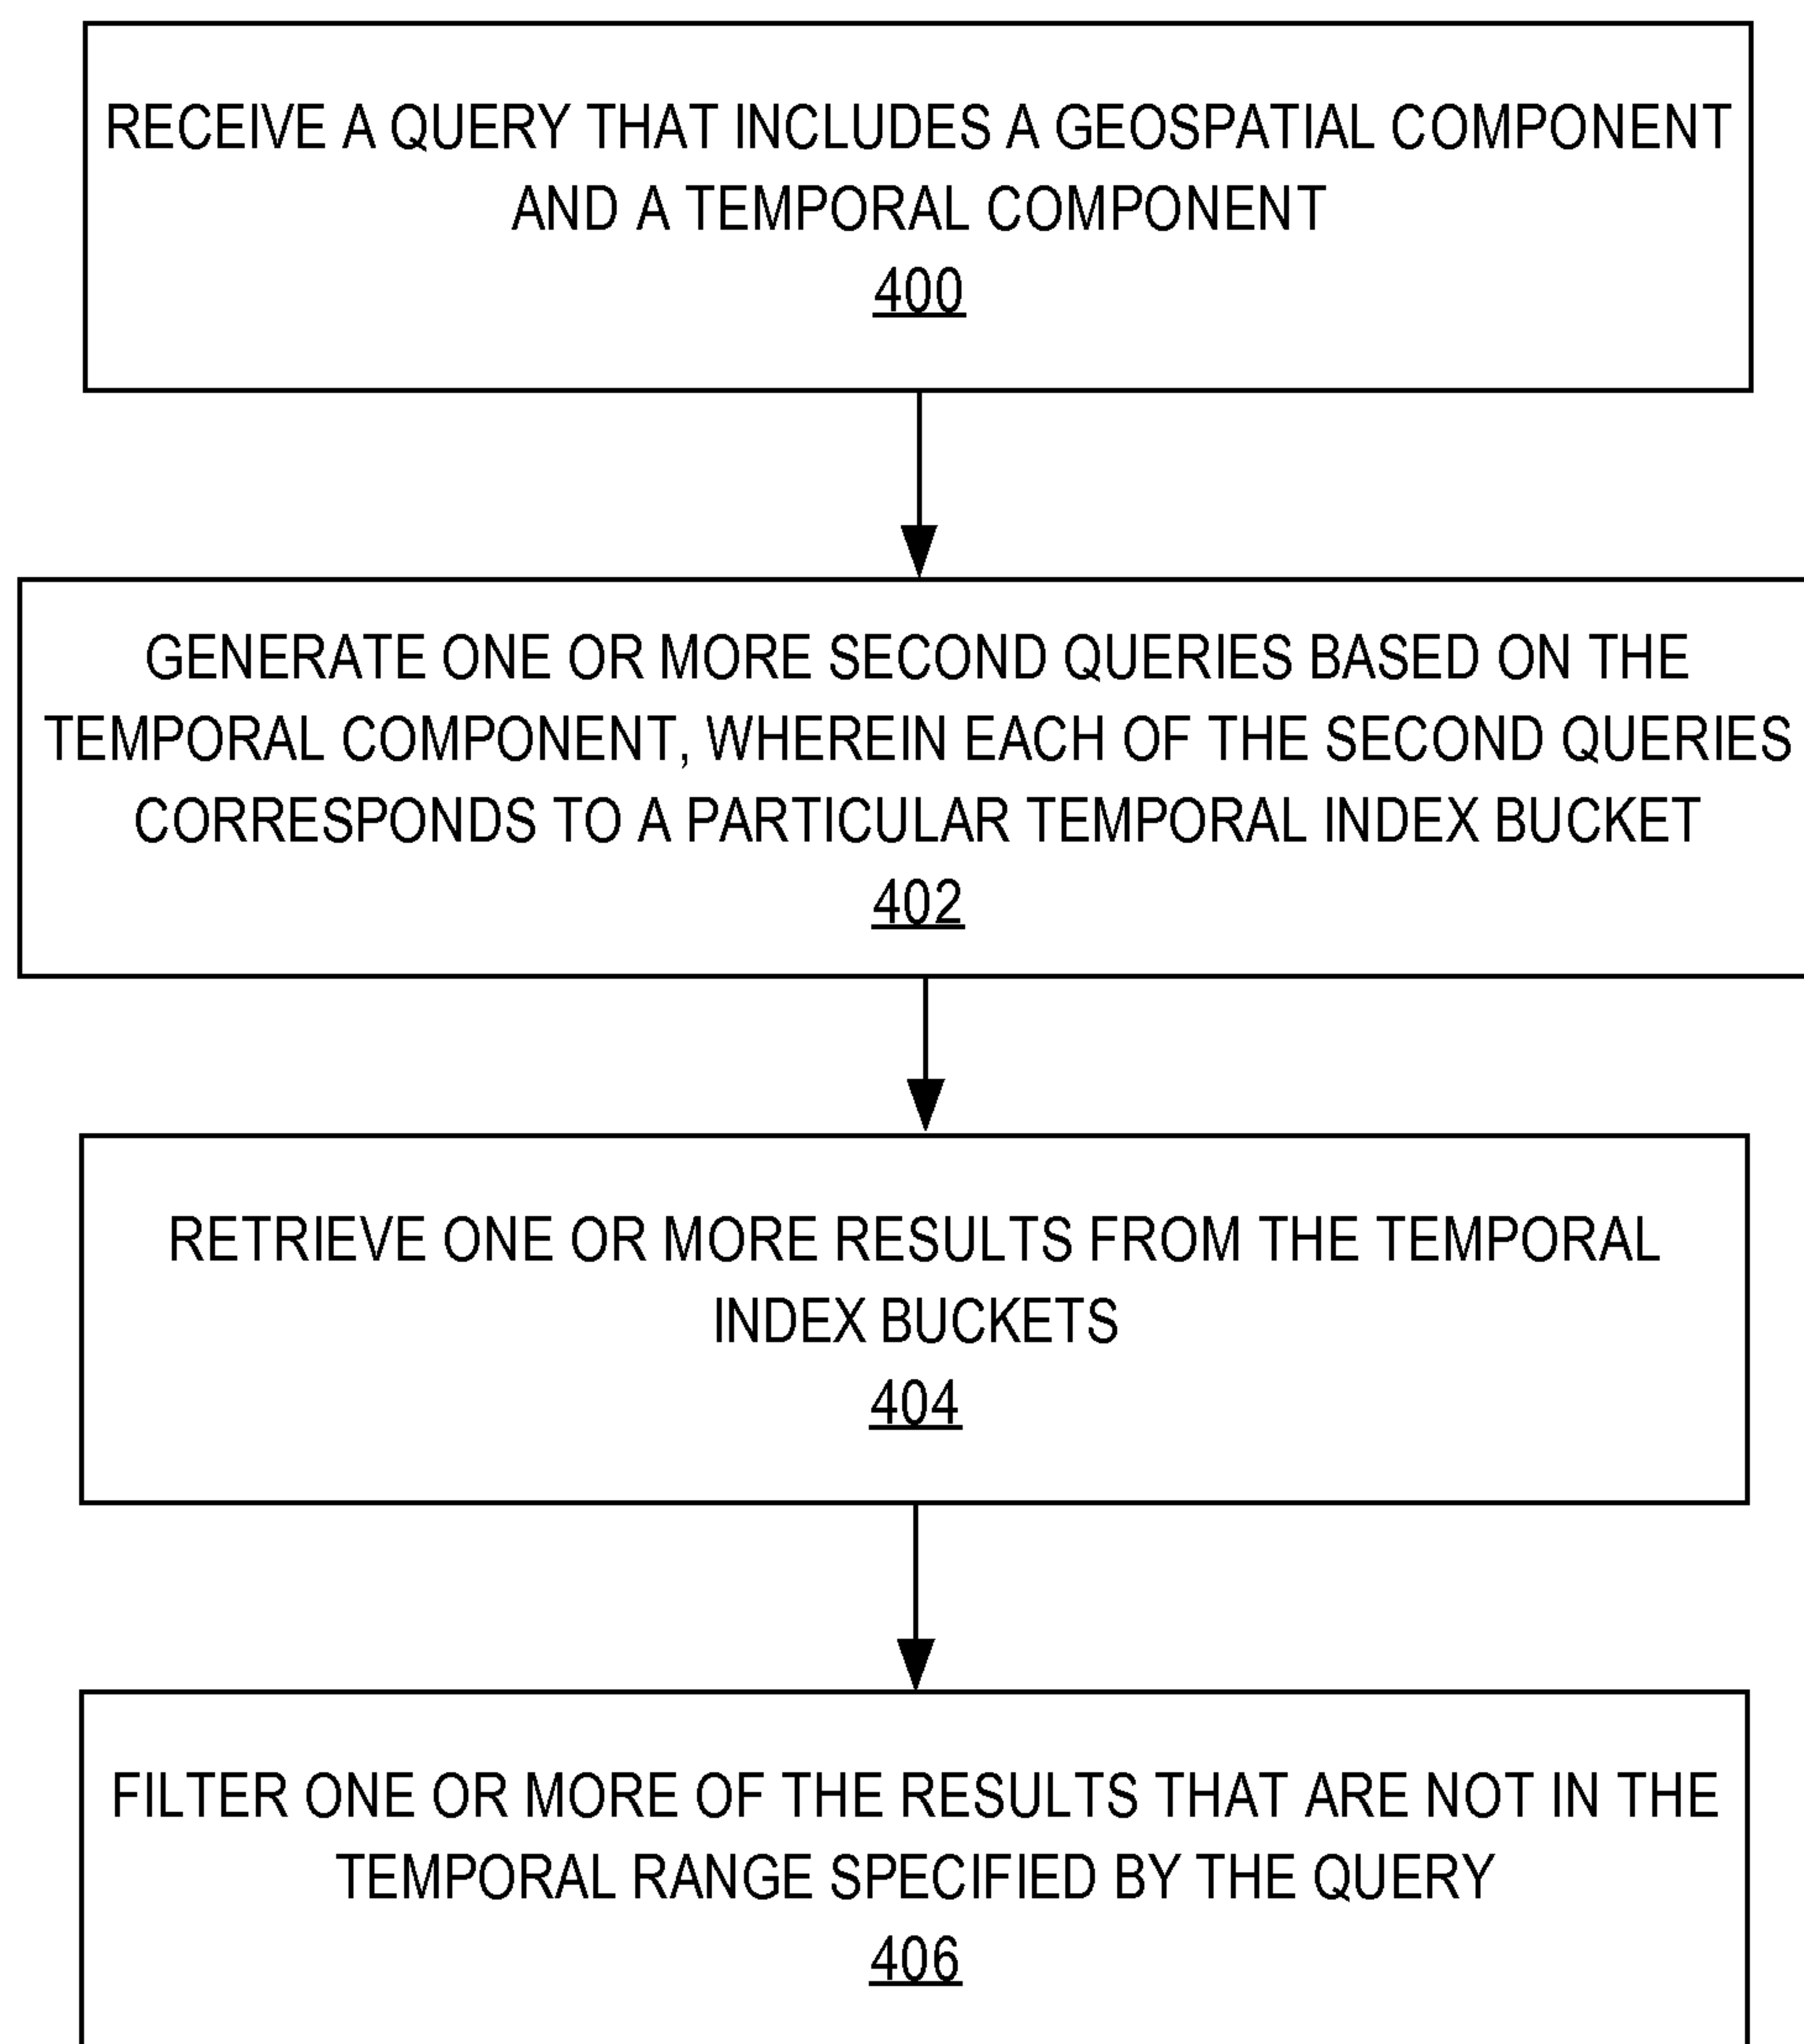 RECEIVE A QUERY THAT INCLUDES A GEOSPATIAL COMPONENT
AND A TEMPORAL COMPONENT
400
GENERATE ONE OR MORE SECOND QUERIES BASED ON THE
TEMPORAL COMPONENT, WHEREIN EACH OF THE SECOND QUERIES
CORRESPONDS TO A PARTICULAR TEMPORAL INDEX BUCKET
402
RETRIEVE ONE OR MORE RESULTS FROM THE TEMPORAL
INDEX BUCKETS
404
FILTER ONE OR MORE OF THE RESULTS THAT ARE NOT IN THE
TEMPORAL RANGE SPECIFIED BY THE QUERY
406